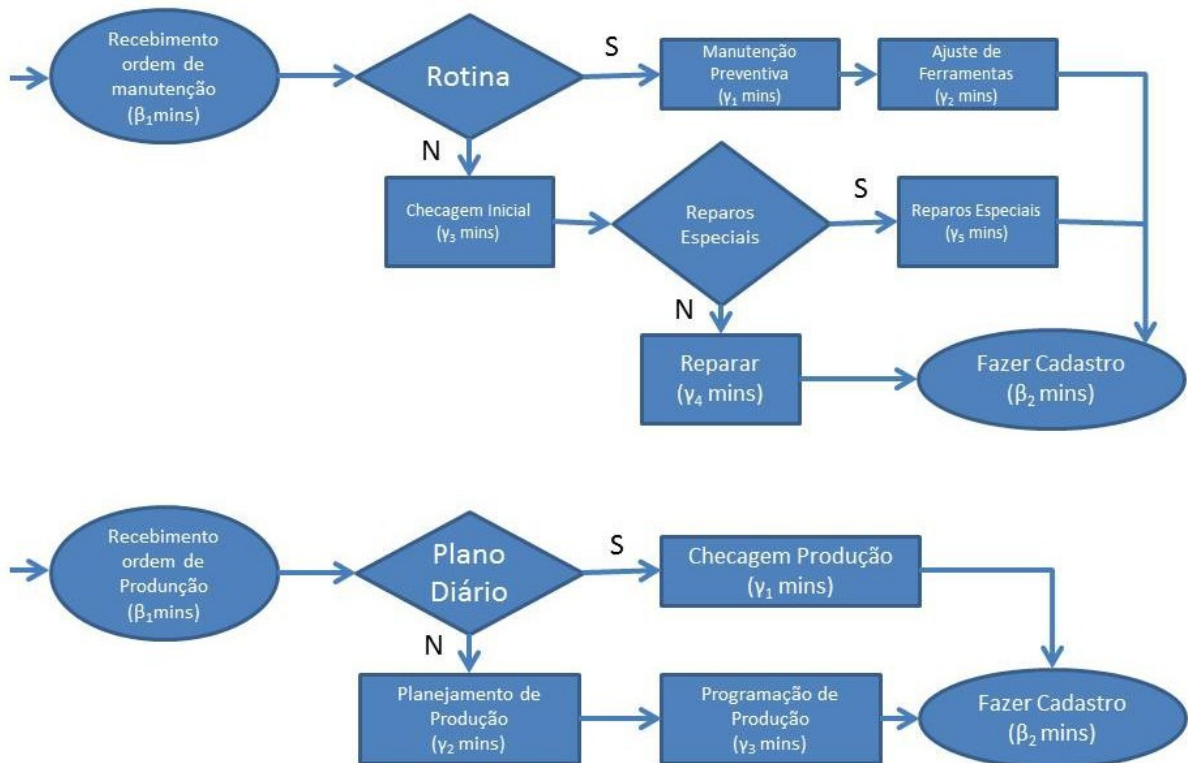 Recebimento
ordem de
manutenção
(β₁mins)
Rotina
S
Manutenção
Preventiva
(γ₁ mins)
Ajuste de
Ferramentas
(γ₂ mins)
N
Checagem Inicial
(γ₃ mins)
Reparos
Especiais
S
Reparos Especiais
(γ₅ mins)
N
Reparar
(γ₄ mins)
Fazer Cadastro
(β₂ mins)
Recebimento
ordem de
Produnção
(β₁mins)
Plano
Diário
S
Checagem Produção
(γ₁ mins)
N
Planejamento de
Produção
(γ₂ mins)
Programação de
Produção
(γ₃ mins)
Fazer Cadastro
(β₂ mins)